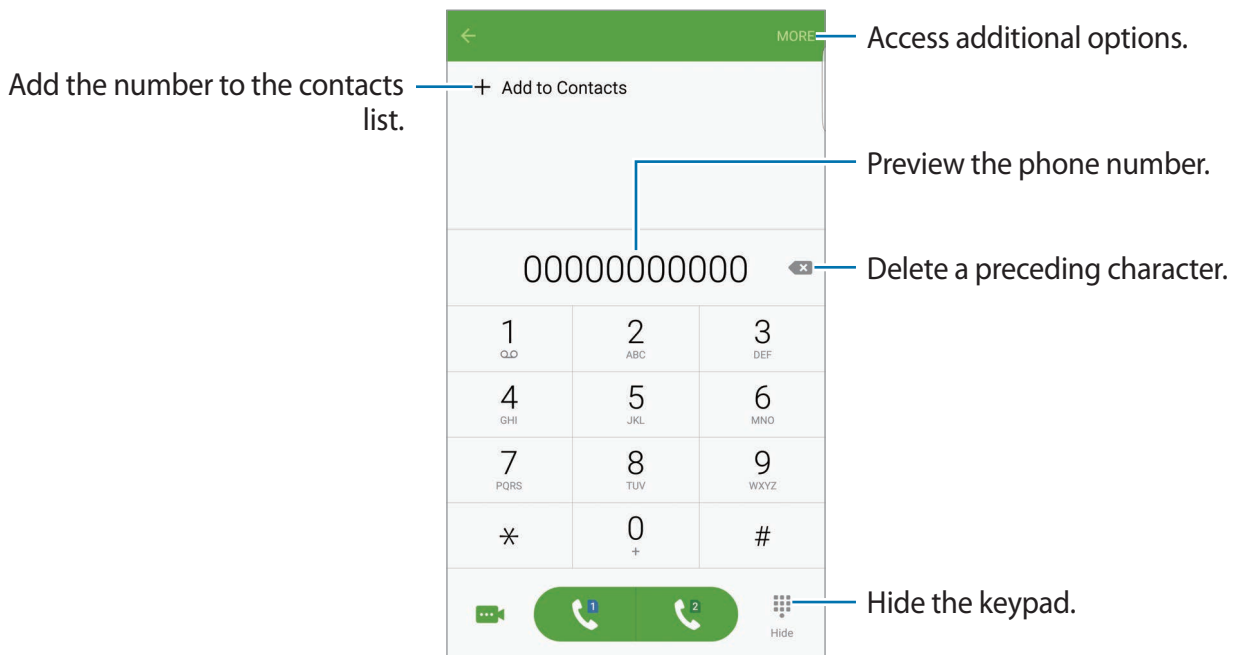 MORE
Access additional options.
Add the number to the contacts
list.
+ Add to Contacts
Preview the phone number.
00000000000
Delete a preceding character.
1 2 3
ABC DEF
4 5 6
GHI JKL MNO
7 8 9
PQRS TUV WXYZ
* 0 #
+
1 2
Hide the keypad.
Hide